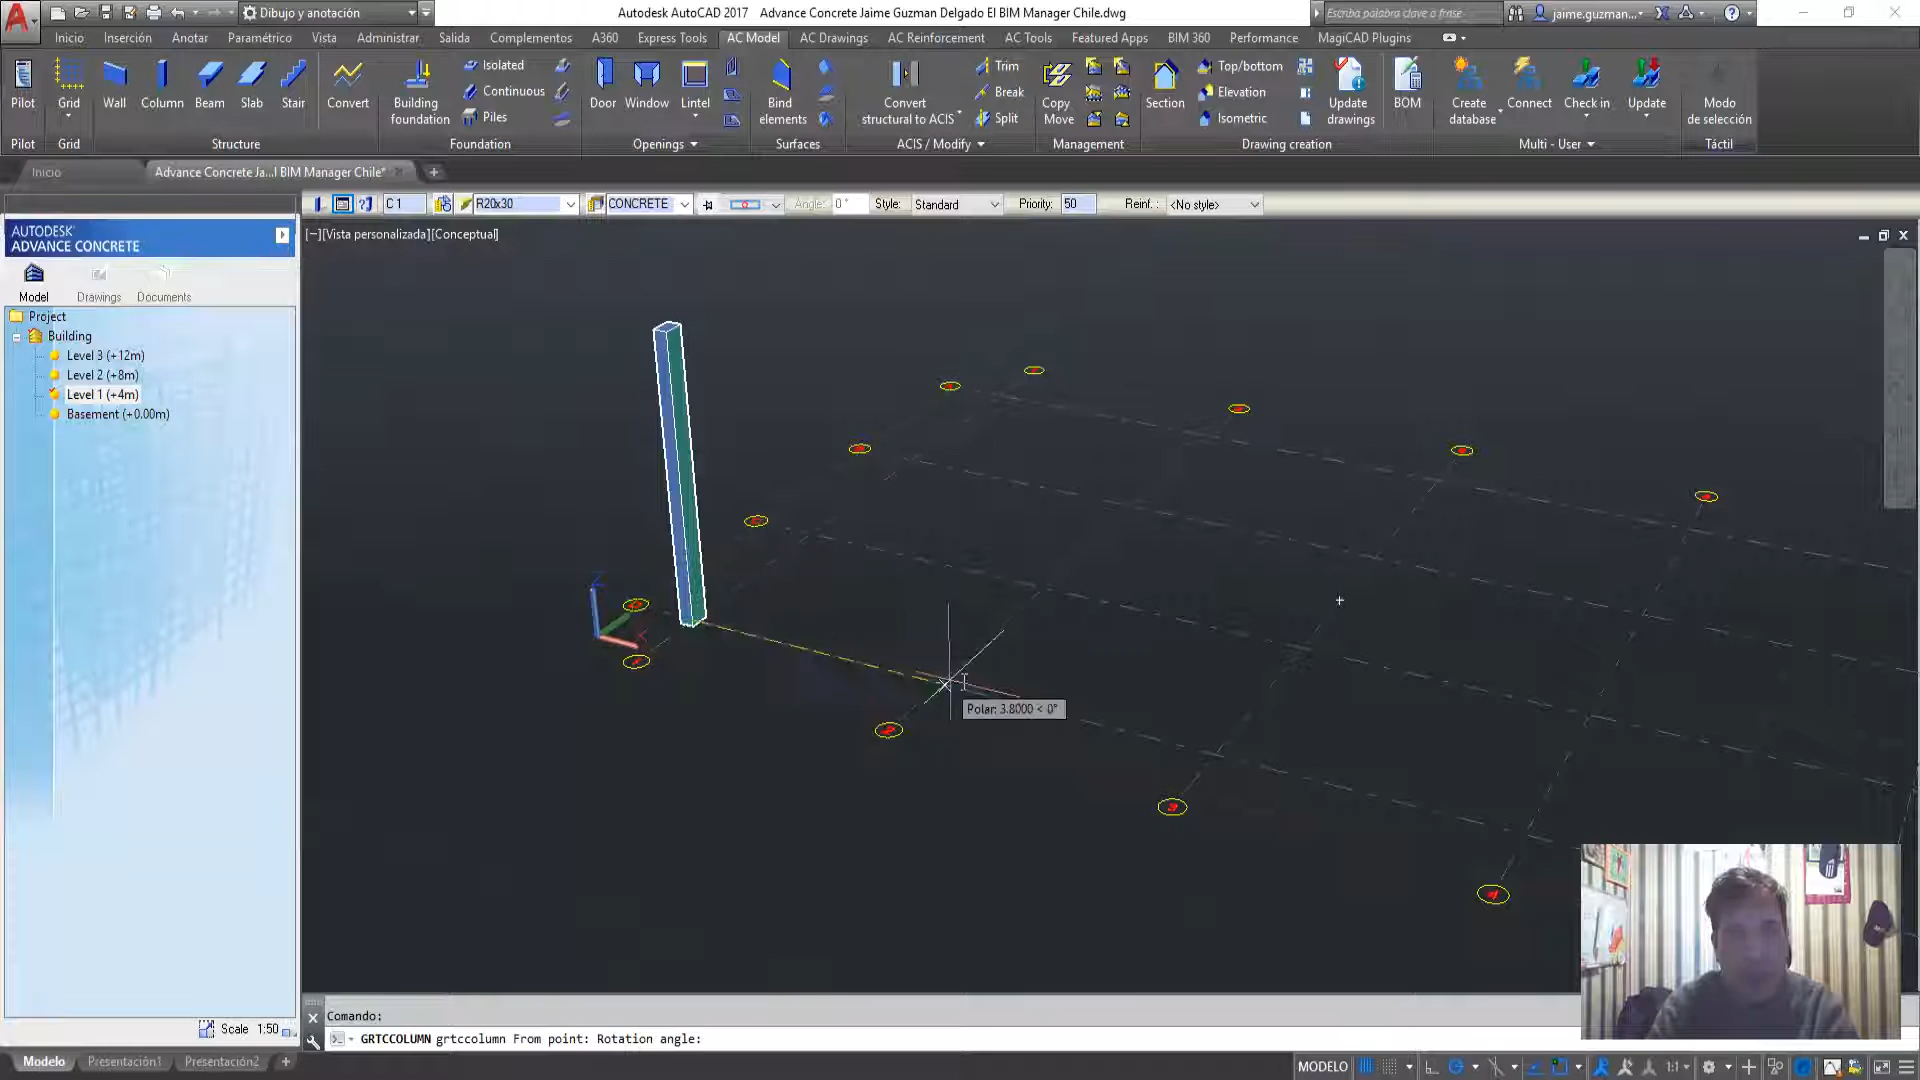 Dibujo y anotación
Autodesk AutoCAD 2017 Advance Concrete Jaime Guzman Delgado El BIM Manager Chile.dwg
Escriba palabra clave o frase
jaime.guzman...
Inicio Inserción Anotar Paramétrico Vista Administrar Salida Complementos A360 Express Tools AC Model AC Drawings AC Reinforcement AC Tools Featured Apps BIM 360 Performance MagiCAD Plugins
Pilot Grid Wall Column Beam Slab Stair Convert Building foundation Isolated Continuous Piles
Door Window Lintel Bind elements Convert structural to ACIS Trim Break Split Copy Move
Section Top/bottom Elevation Isometric Update drawings BOM Create database Connect Check in Update Modo de selección
Pilot Grid Structure Foundation Openings Surfaces ACIS / Modify Management Drawing creation Multi - User Táctil
Inicio Advance Concrete Ja...l BIM Manager Chile*
C 1 R20x30 CONCRETE Angle: 0° Style: Standard Priority: 50 Reinf. : <No style>
AUTODESK
ADVANCE CONCRETE
[−][Vista personalizada][Conceptual]
Model Drawings Documents
Project
Building
Level 3 (+12m)
Level 2 (+8m)
Level 1 (+4m)
Basement (+0.00m)
Z
X
Polar: 3.8000 < 0°
2
3
4
Comando:
GRTCCOLUMN grtccolumn From point: Rotation angle:
Scale 1:50
Modelo Presentación1 Presentación2 +
MODELO 1:1